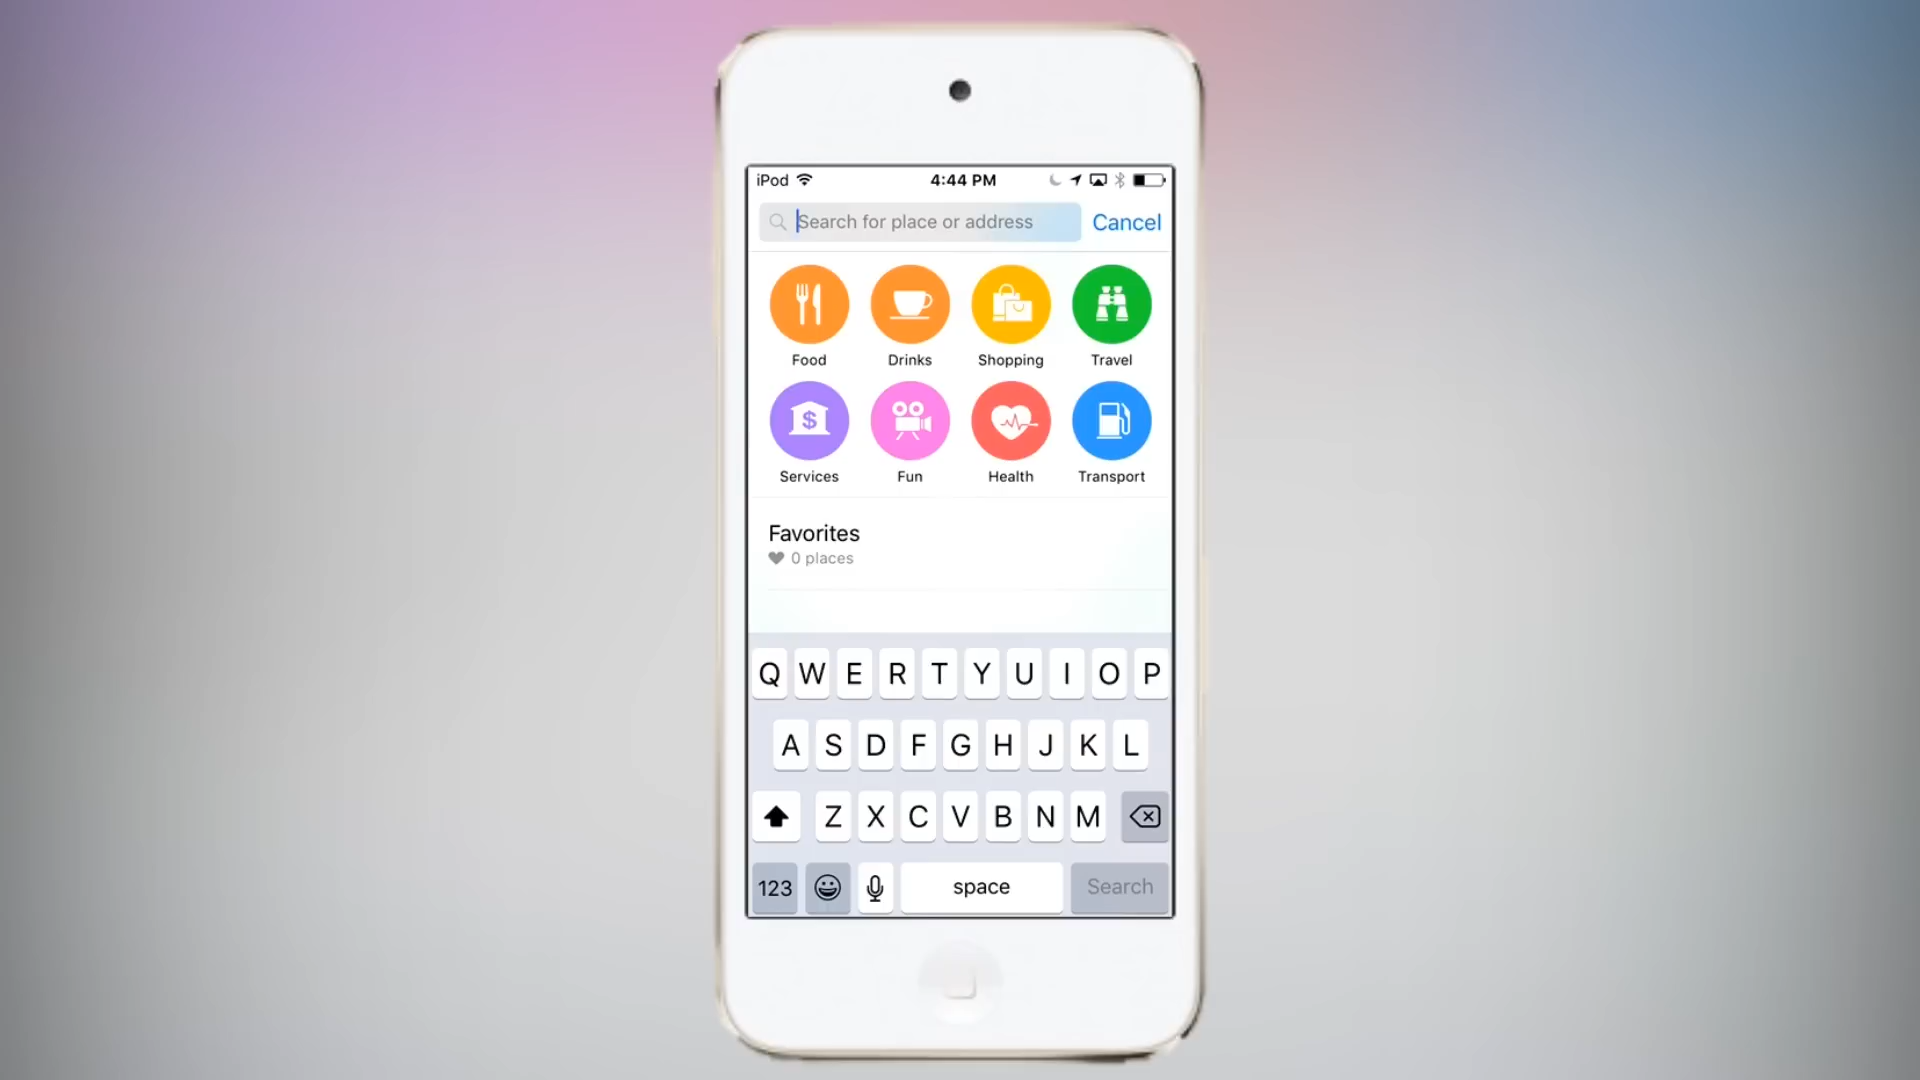 iPod 4:44 PM
Search for place or address Cancel
Food Drinks Shopping Travel
$
Services Fun Health Transport
Favorites
0 places
Q W E R T Y U I O P
A S D F G H J K L
Z X C V B N M
123 space Search